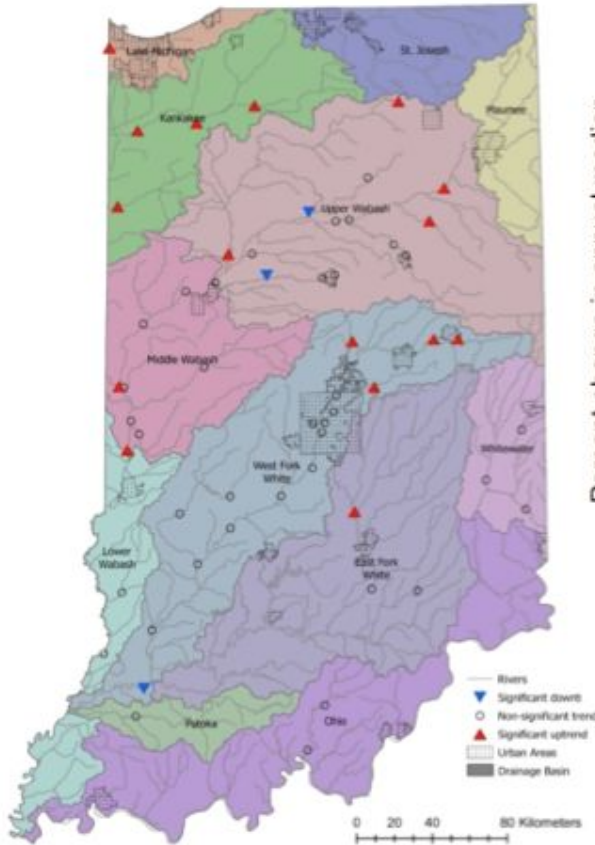 Lake Michigan
St. Joseph
Kankakee
Maumee
Upper Wabash
Middle Wabash
West Fork
White
Whitewater
Lower
Wabash
East Fork
White
Patoka
Ohio
Rivers
Significant downtr
Non-significant trend
Significant uptrend
Urban Areas
Drainage Basin
0 20 40 80 Kilometers